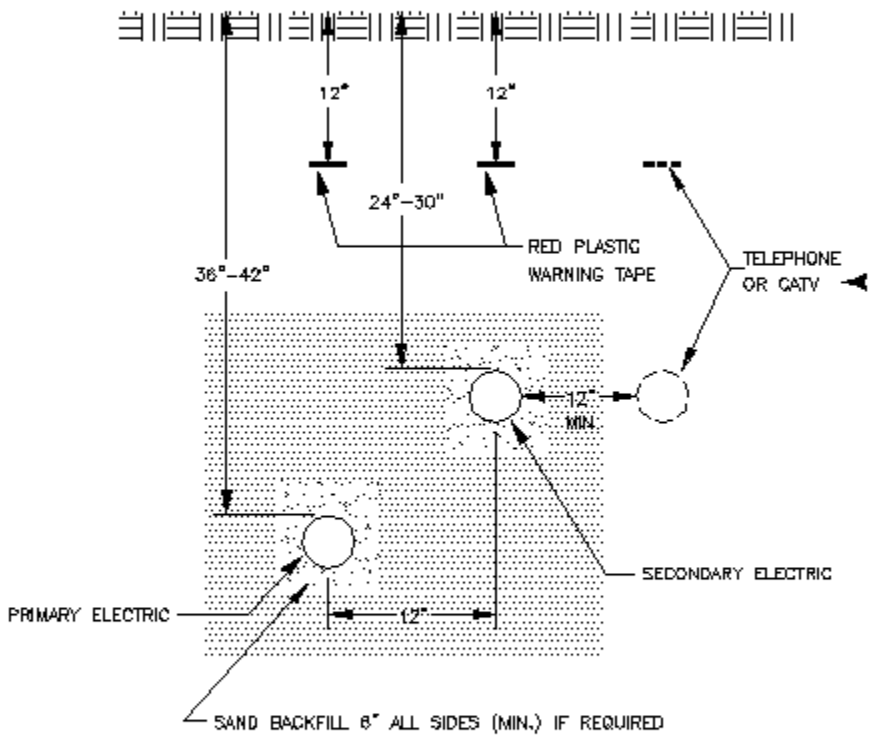 12"
12"
24"-30"
36"-42"
RED PLASTIC
WARNING TAPE
TELEPHONE
OR CATV
12"
MIN.
SECONDARY ELECTRIC
PRIMARY ELECTRIC
12"
SAND BACKFILL 6" ALL SIDES (MIN.) IF REQUIRED